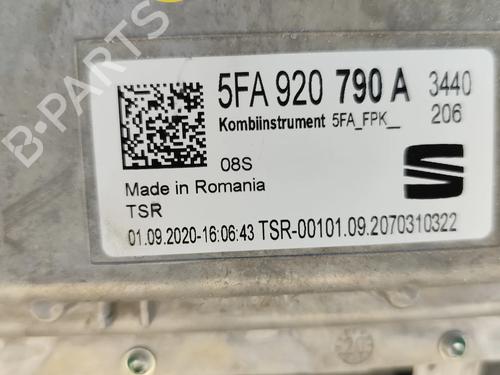 5FA 920 790 A 3440
Kombiinstrument 5FA_FPK__ 206
08S
Made in Romania
TSR
01.09.2020-16:06:43 TSR-00101.09.2070310322
B-PARTS